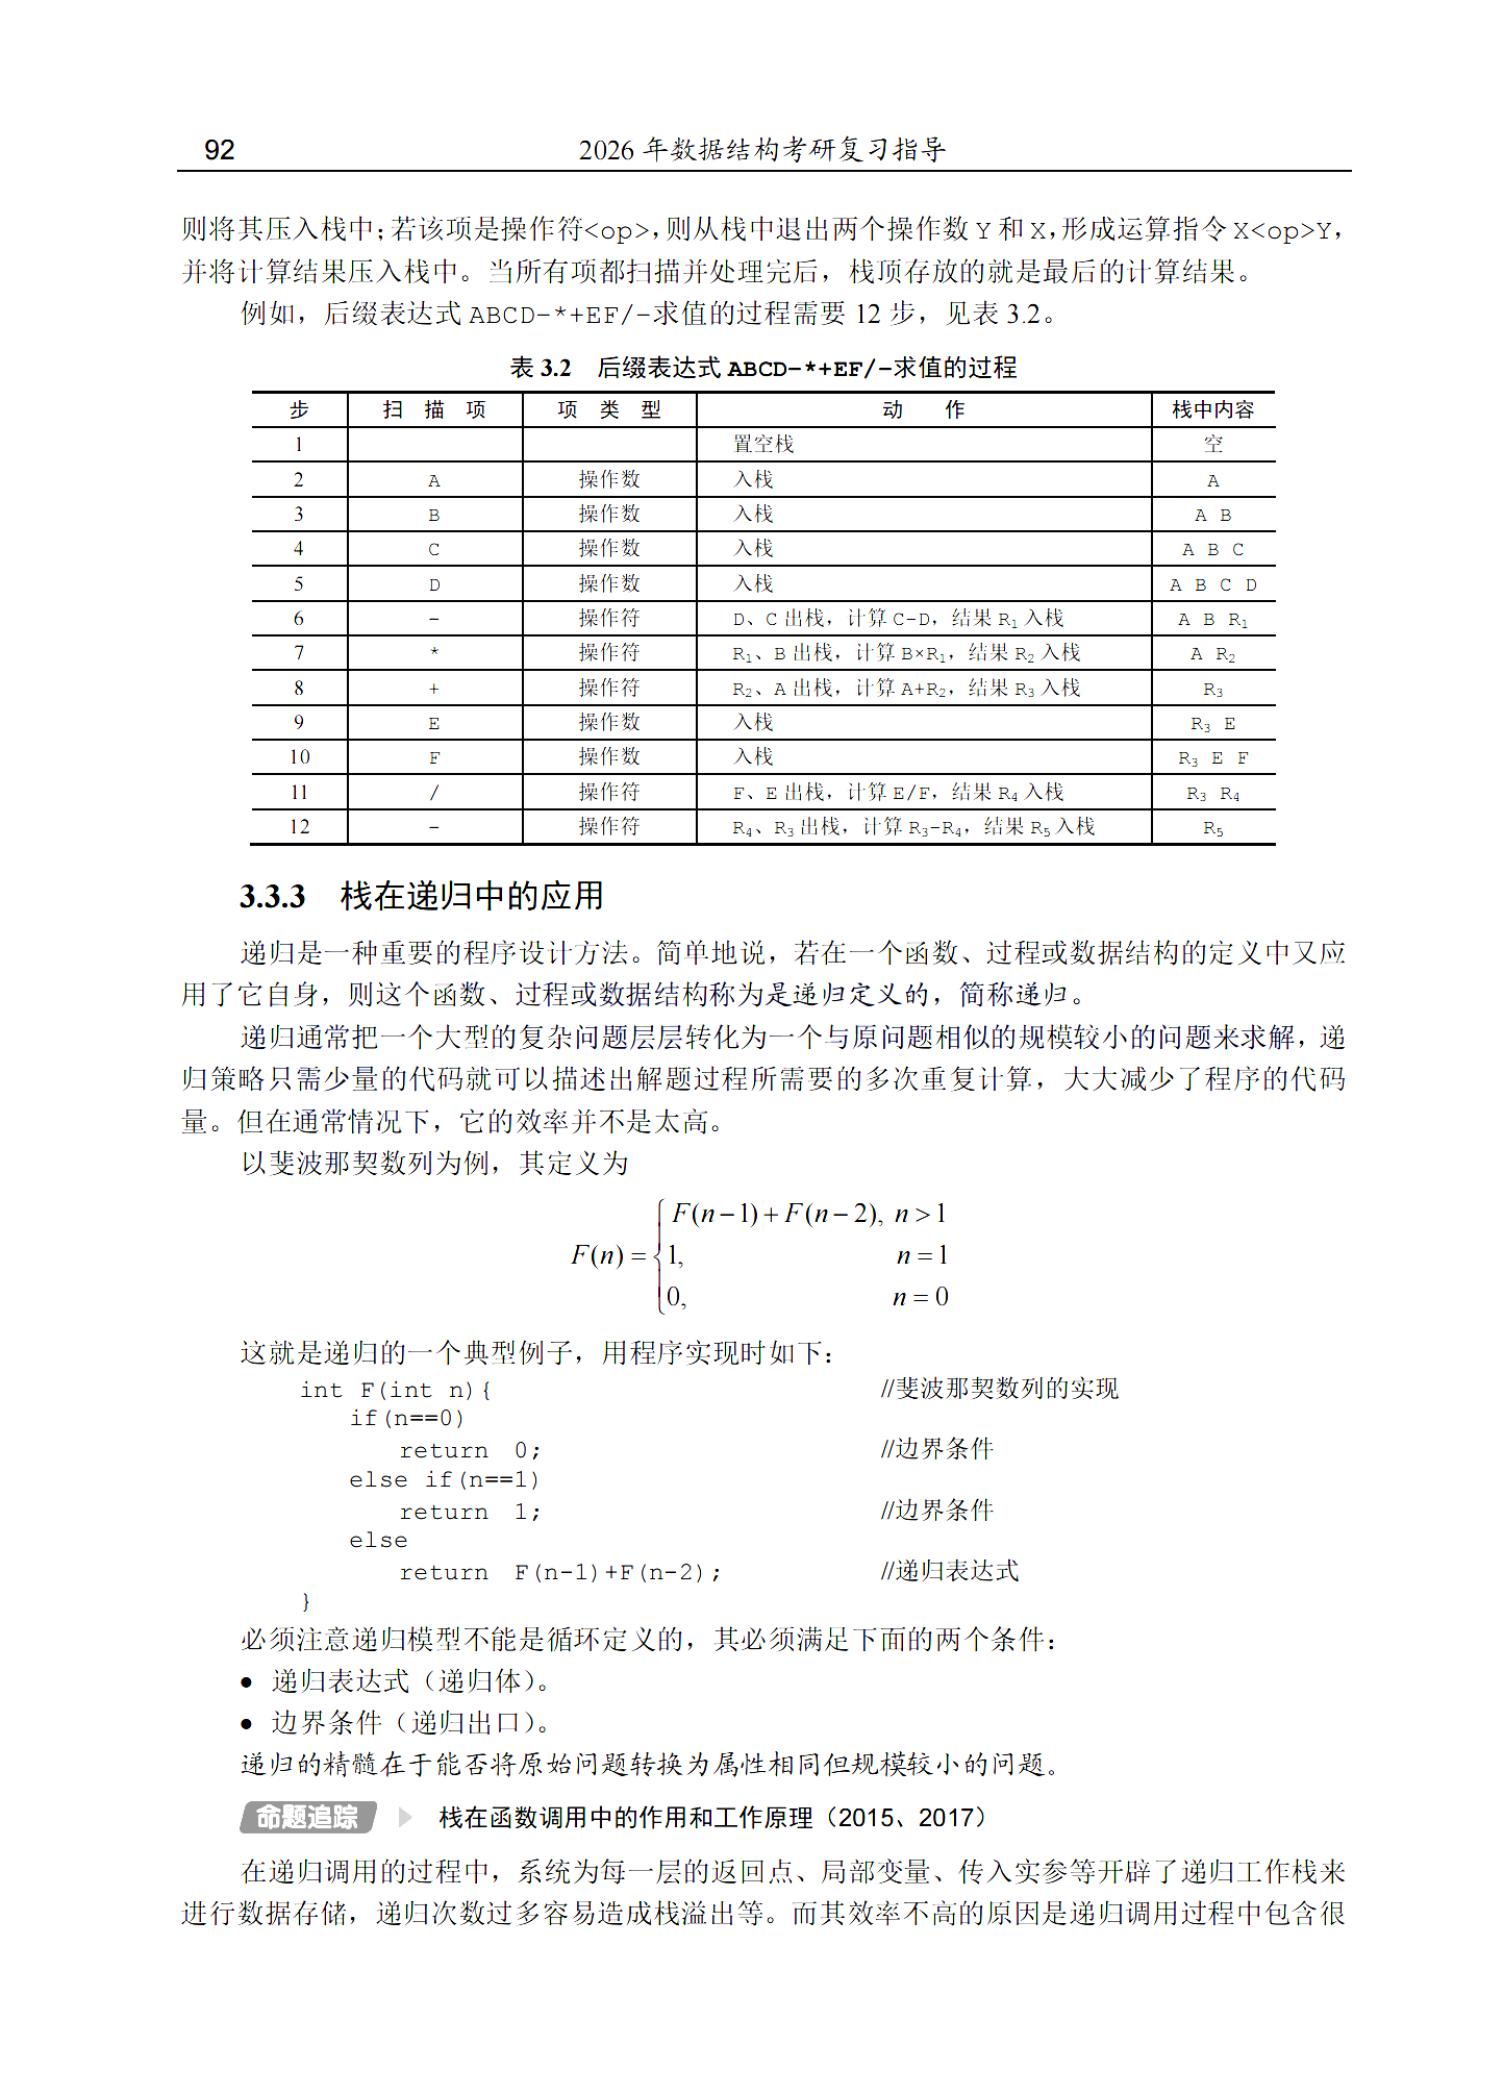 92 2026 年数据结构考研复习指导
则将其压入栈中；若该项是操作符<op>，则从栈中退出两个操作数 Y 和 X，形成运算指令 X<op>Y，
并将计算结果压入栈中。当所有项都扫描并处理完后，栈顶存放的就是最后的计算结果。
例如，后缀表达式 ABCD-*+EF/-求值的过程需要 12 步，见表 3.2。
表 3.2 后缀表达式 ABCD-*+EF/-求值的过程
步 扫 描 项 项 类 型 动 作 栈中内容
1 置空栈 空
2 A 操作数 入栈 A
3 B 操作数 入栈 A B
4 C 操作数 入栈 A B C
5 D 操作数 入栈 A B C D
6 - 操作符 D、C 出栈，计算 C-D，结果 R₁ 入栈 A B R₁
7 * 操作符 R₁、B 出栈，计算 B×R₁，结果 R₂ 入栈 A R₂
8 + 操作符 R₂、A 出栈，计算 A+R₂，结果 R₃ 入栈 R₃
9 E 操作数 入栈 R₃ E
10 F 操作数 入栈 R₃ E F
11 / 操作符 F、E 出栈，计算 E/F，结果 R₄ 入栈 R₃ R₄
12 - 操作符 R₄、R₃ 出栈，计算 R₃-R₄，结果 R₅ 入栈 R₅
3.3.3 栈在递归中的应用
递归是一种重要的程序设计方法。简单地说，若在一个函数、过程或数据结构的定义中又应
用了它自身，则这个函数、过程或数据结构称为是递归定义的，简称递归。
递归通常把一个大型的复杂问题层层转化为一个与原问题相似的规模较小的问题来求解，递
归策略只需少量的代码就可以描述出解题过程所需要的多次重复计算，大大减少了程序的代码
量。但在通常情况下，它的效率并不是太高。
以斐波那契数列为例，其定义为
F(n−1)+F(n−2), n>1
F(n)= 1, n=1
0, n=0
这就是递归的一个典型例子，用程序实现时如下：
int F(int n){ //斐波那契数列的实现
if(n==0)
return 0; //边界条件
else if(n==1)
return 1; //边界条件
else
return F(n-1)+F(n-2); //递归表达式
}
必须注意递归模型不能是循环定义的，其必须满足下面的两个条件：
● 递归表达式（递归体）。
● 边界条件（递归出口）。
递归的精髓在于能否将原始问题转换为属性相同但规模较小的问题。
命题追踪 栈在函数调用中的作用和工作原理（2015、2017）
在递归调用的过程中，系统为每一层的返回点、局部变量、传入实参等开辟了递归工作栈来
进行数据存储，递归次数过多容易造成栈溢出等。而其效率不高的原因是递归调用过程中包含很